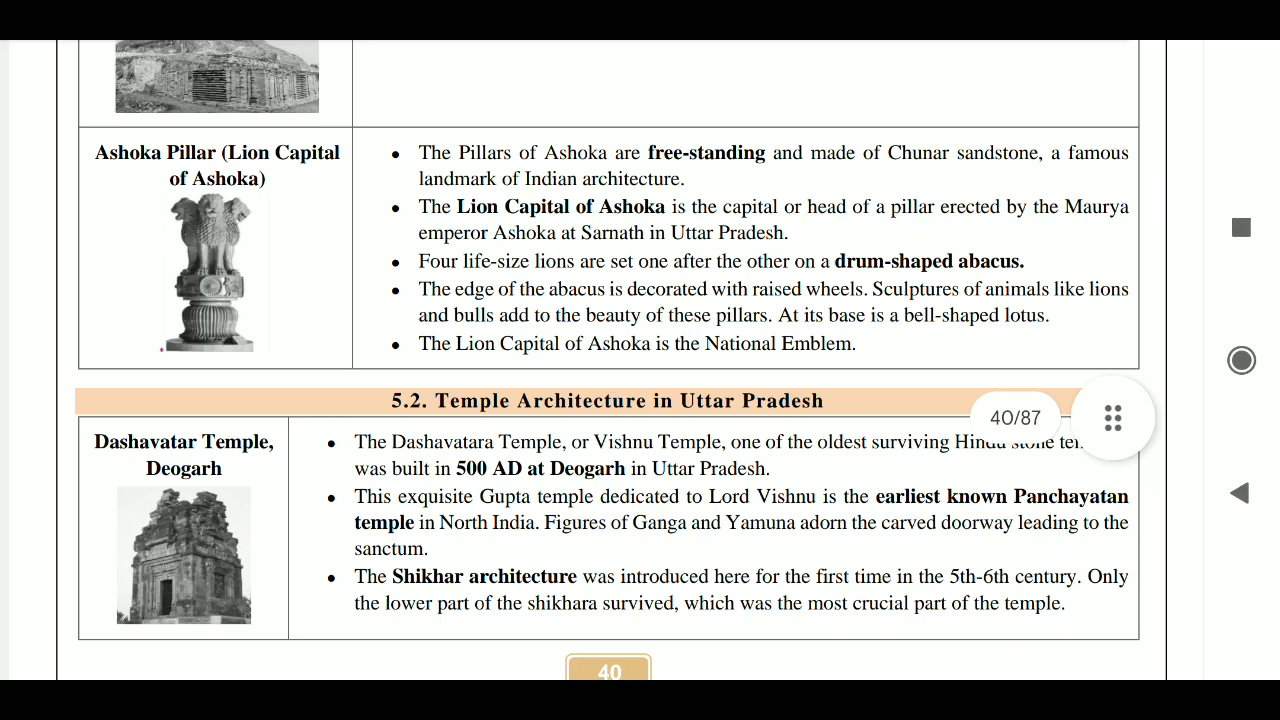 Ashoka Pillar (Lion Capital
of Ashoka)
• The Pillars of Ashoka are free-standing and made of Chunar sandstone, a famous
landmark of Indian architecture.
• The Lion Capital of Ashoka is the capital or head of a pillar erected by the Maurya
emperor Ashoka at Sarnath in Uttar Pradesh.
• Four life-size lions are set one after the other on a drum-shaped abacus.
• The edge of the abacus is decorated with raised wheels. Sculptures of animals like lions
and bulls add to the beauty of these pillars. At its base is a bell-shaped lotus.
• The Lion Capital of Ashoka is the National Emblem.
5.2. Temple Architecture in Uttar Pradesh
40/87
Dashavatar Temple,
Deogarh
• The Dashavatara Temple, or Vishnu Temple, one of the oldest surviving Hindu stone
was built in 500 AD at Deogarh in Uttar Pradesh.
• This exquisite Gupta temple dedicated to Lord Vishnu is the earliest known Panchayatan
temple in North India. Figures of Ganga and Yamuna adorn the carved doorway leading to the
sanctum.
• The Shikhar architecture was introduced here for the first time in the 5th-6th century. Only
the lower part of the shikhara survived, which was the most crucial part of the temple.
40